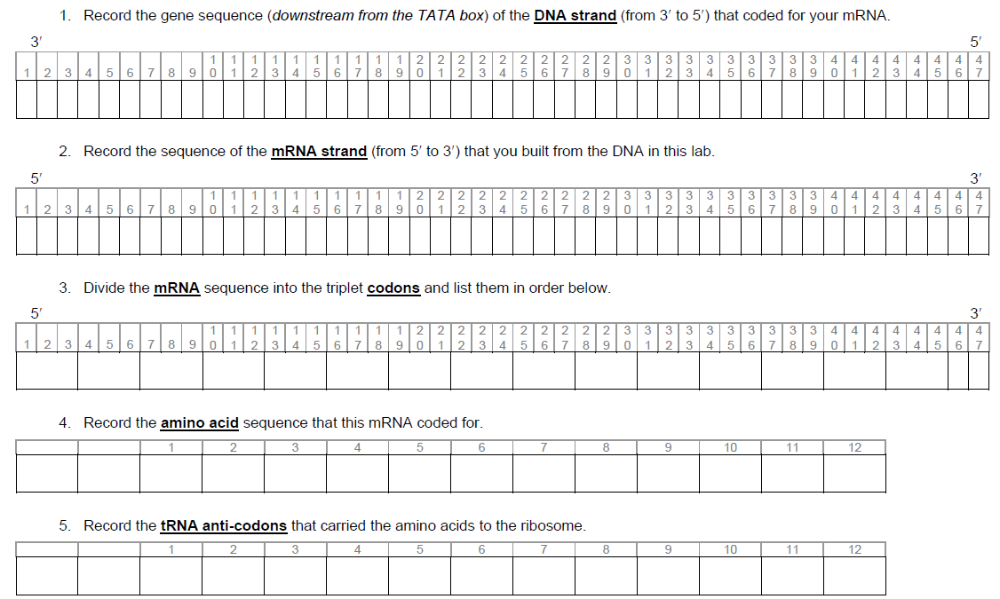 1. Record the gene sequence (downstream from the TATA box) of the DNA strand (from 3′ to 5′) that coded for your mRNA.
3′ 5′
1 2 3 4 5 6 7 8 9 10 11 12 13 14 15 16 17 18 19 20 21 22 23 24 25 26 27 28 29 30 31 32 33 34 35 36 37 38 39 40 41 42 43 44 45 46 47
2. Record the sequence of the mRNA strand (from 5′ to 3′) that you built from the DNA in this lab.
5′ 3′
1 2 3 4 5 6 7 8 9 10 11 12 13 14 15 16 17 18 19 20 21 22 23 24 25 26 27 28 29 30 31 32 33 34 35 36 37 38 39 40 41 42 43 44 45 46 47
3. Divide the mRNA sequence into the triplet codons and list them in order below.
5′ 3′
1 2 3 4 5 6 7 8 9 10 11 12 13 14 15 16 17 18 19 20 21 22 23 24 25 26 27 28 29 30 31 32 33 34 35 36 37 38 39 40 41 42 43 44 45 46 47
4. Record the amino acid sequence that this mRNA coded for.
1 2 3 4 5 6 7 8 9 10 11 12
5. Record the tRNA anti-codons that carried the amino acids to the ribosome.
1 2 3 4 5 6 7 8 9 10 11 12